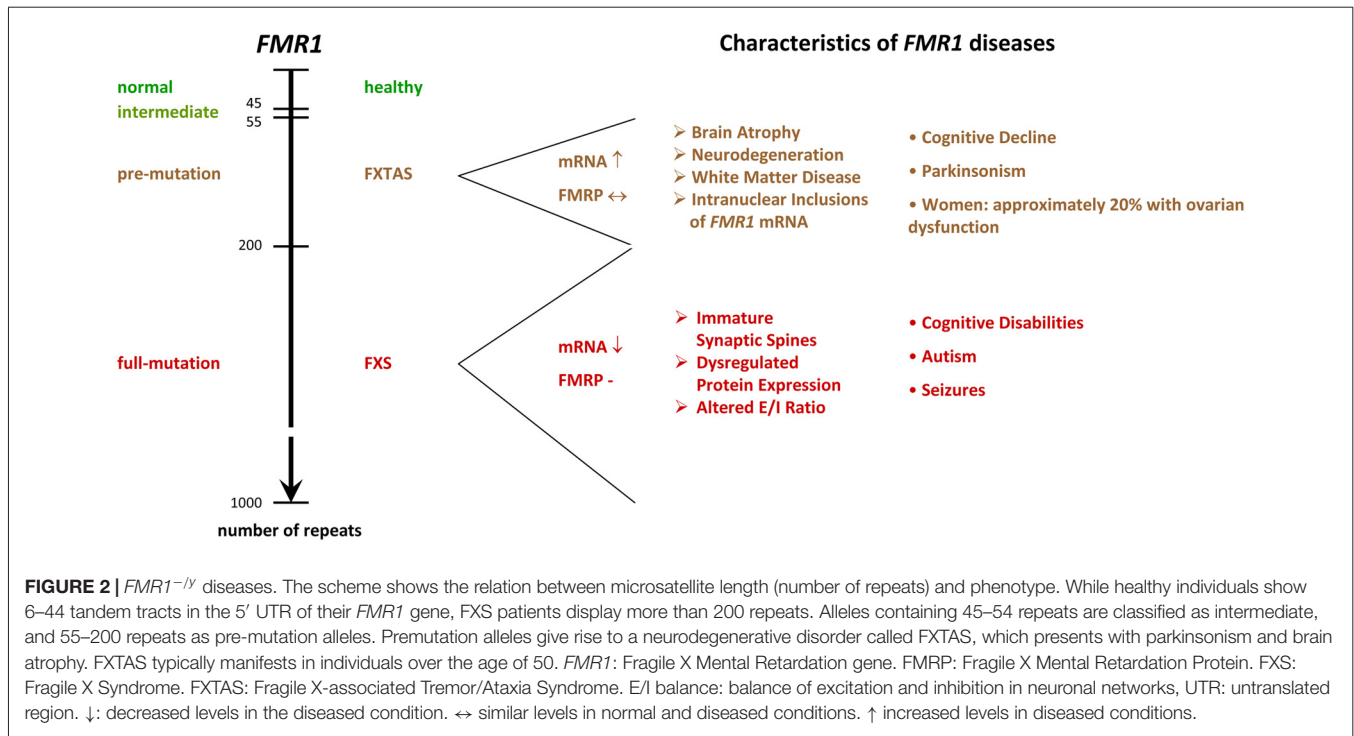 FMR1
Characteristics of FMR1 diseases
normal
healthy
45
intermediate
55
pre-mutation
FXTAS
mRNA ↑
FMRP ↔
➢ Brain Atrophy
➢ Neurodegeneration
➢ White Matter Disease
➢ Intranuclear Inclusions
of FMR1 mRNA
• Cognitive Decline
• Parkinsonism
• Women: approximately 20% with ovarian
dysfunction
200
full-mutation
FXS
mRNA ↓
FMRP -
➢ Immature
Synaptic Spines
➢ Dysregulated
Protein Expression
➢ Altered E/I Ratio
• Cognitive Disabilities
• Autism
• Seizures
1000
number of repeats
FIGURE 2 | FMR1−/y diseases. The scheme shows the relation between microsatellite length (number of repeats) and phenotype. While healthy individuals show
6–44 tandem tracts in the 5′ UTR of their FMR1 gene, FXS patients display more than 200 repeats. Alleles containing 45–54 repeats are classified as intermediate,
and 55–200 repeats as pre-mutation alleles. Premutation alleles give rise to a neurodegenerative disorder called FXTAS, which presents with parkinsonism and brain
atrophy. FXTAS typically manifests in individuals over the age of 50. FMR1: Fragile X Mental Retardation gene. FMRP: Fragile X Mental Retardation Protein. FXS:
Fragile X Syndrome. FXTAS: Fragile X-associated Tremor/Ataxia Syndrome. E/I balance: balance of excitation and inhibition in neuronal networks, UTR: untranslated
region. ↓: decreased levels in the diseased condition. ↔ similar levels in normal and diseased conditions. ↑ increased levels in diseased conditions.